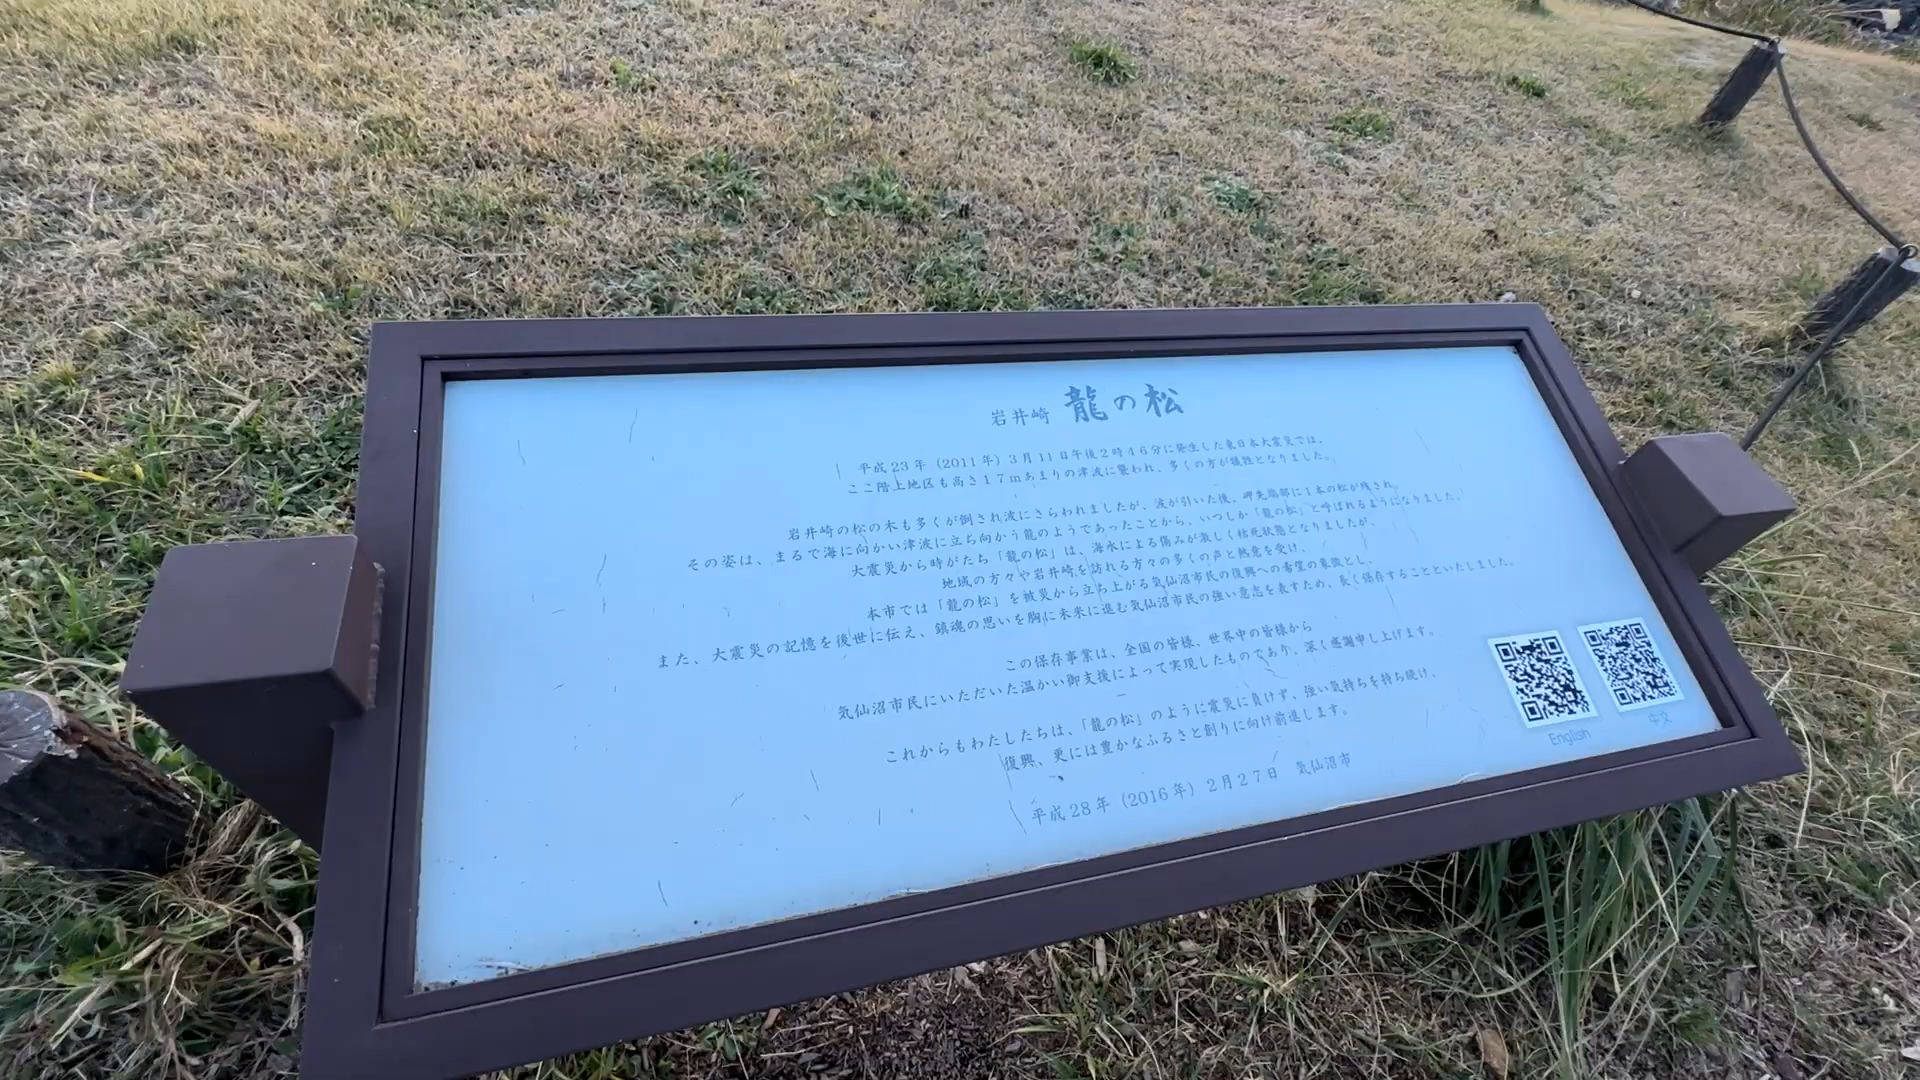 岩井崎 龍の松
平成23年（2011年）3月11日午後2時46分に発生した東日本大震災では、
ここ階上地区も高さ17mあまりの津波に襲われ、多くの方が犠牲となりました。
岩井崎の松の木も多くが倒され波にさらわれましたが、波が引いた後、岬先端部に1本の松が残され、
その姿は、まるで海に向かい津波に立ち向かう龍のようであったことから、いつしか「龍の松」と呼ばれるようになりました。
大震災から時がたち「龍の松」は、海水による傷みが激しく枯死状態となりましたが、
地域の方々や岩井崎を訪れる方々の多くの声と熱意を受け、
本市では「龍の松」を被災から立ち上がる気仙沼市民の復興への希望の象徴とし、
また、大震災の記憶を後世に伝え、鎮魂の思いを胸に未来に進む気仙沼市民の強い意志を表すため、長く保存することといたしました。
この保存事業は、全国の皆様、世界中の皆様から
気仙沼市民にいただいた温かい御支援によって実現したものであり、深く感謝申し上げます。
これからもわたしたちは、「龍の松」のように震災に負けず、強い気持ちを持ち続け、
復興、更には豊かなふるさと創りに向け前進します。
平成28年（2016年）2月27日 気仙沼市
English
中文